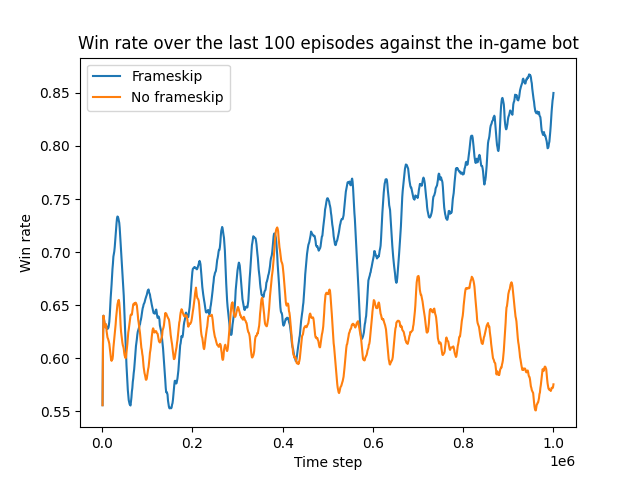 Win rate over the last 100 episodes against the in-game bot
Frameskip
No frameskip
0.85
0.80
0.75
0.70
0.65
0.60
0.55
Win rate
0.0 0.2 0.4 0.6 0.8 1.0
1e6
Time step